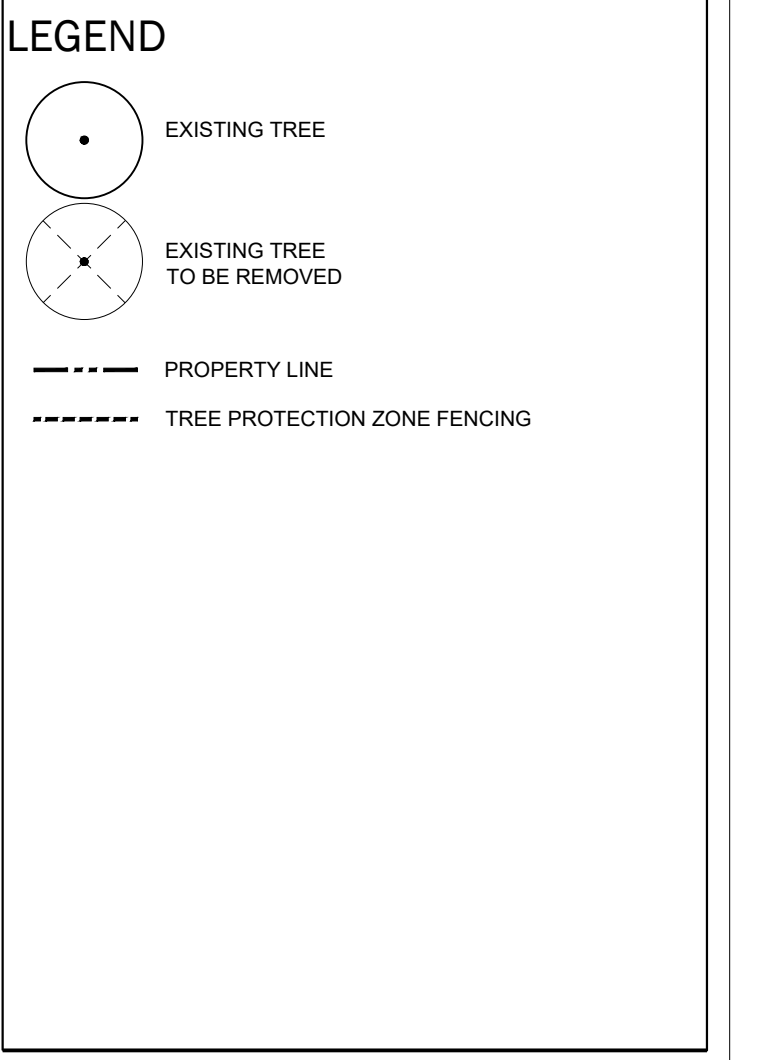 LEGEND
EXISTING TREE
EXISTING TREE
TO BE REMOVED
PROPERTY LINE
TREE PROTECTION ZONE FENCING